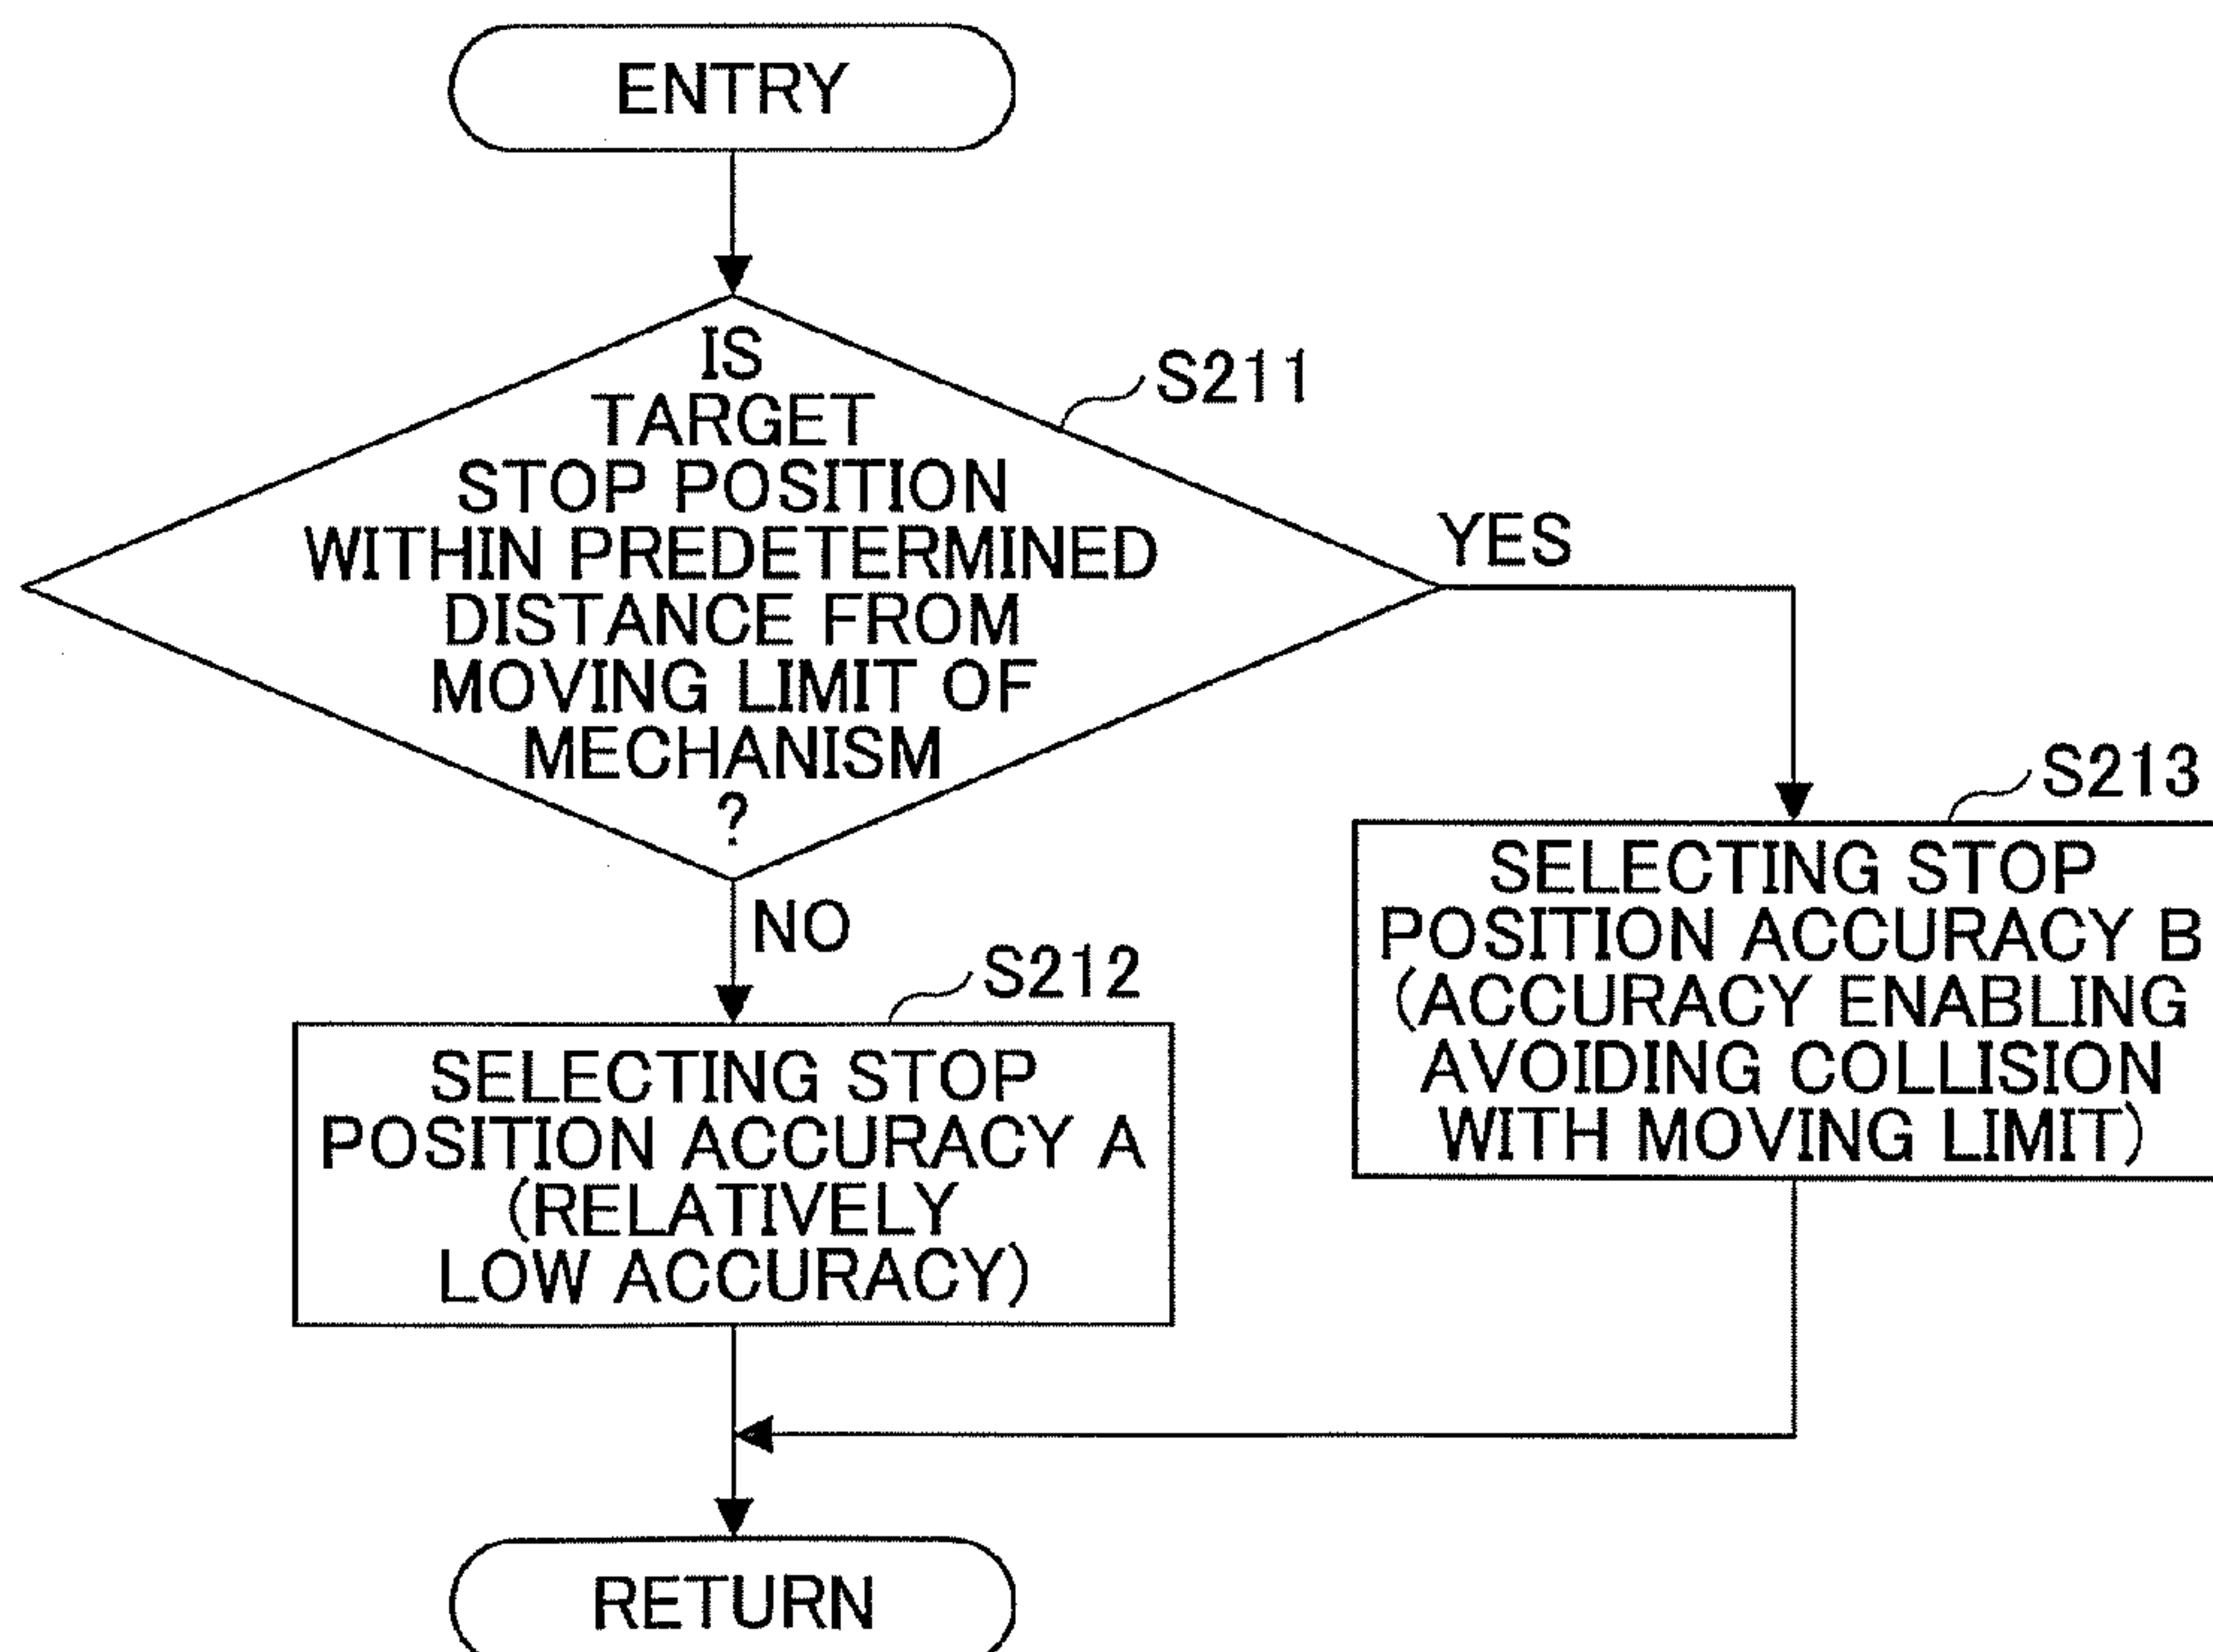 ENTRY
IS
TARGET
STOP POSITION
WITHIN PREDETERMINED
DISTANCE FROM
MOVING LIMIT OF
MECHANISM
?
S211
YES
NO
S213
SELECTING STOP
POSITION ACCURACY B
(ACCURACY ENABLING
AVOIDING COLLISION
WITH MOVING LIMIT)
S212
SELECTING STOP
POSITION ACCURACY A
(RELATIVELY
LOW ACCURACY)
RETURN